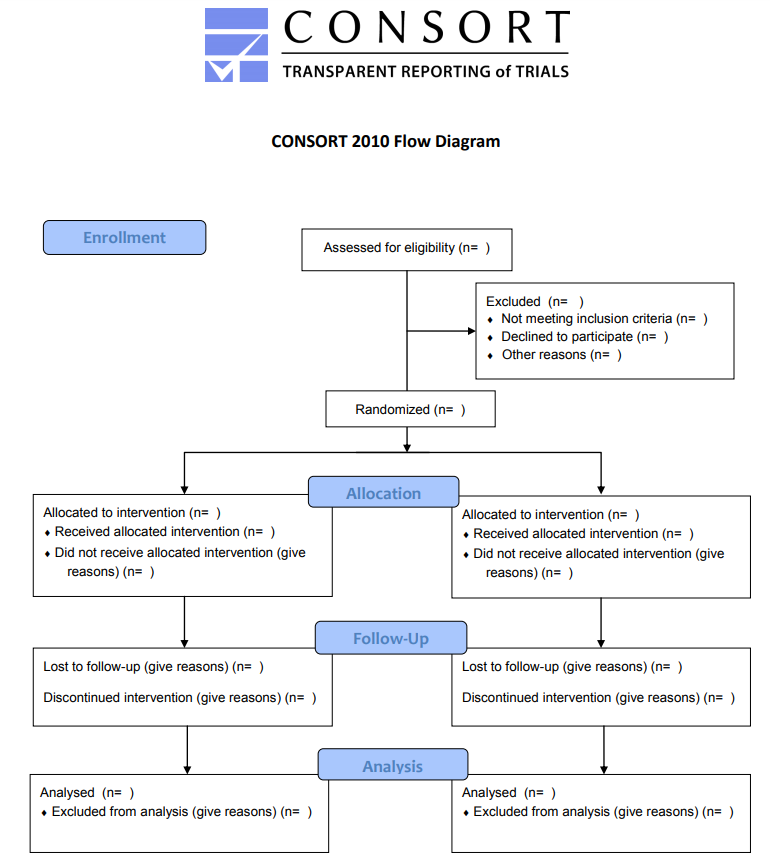 CONSORT
TRANSPARENT REPORTING of TRIALS
CONSORT 2010 Flow Diagram
Enrollment
Assessed for eligibility (n=  )
Excluded  (n=   )
♦ Not meeting inclusion criteria (n=  )
♦ Declined to participate (n=  )
♦ Other reasons (n=  )
Randomized (n=  )
Allocation
Allocated to intervention (n=  )
♦ Received allocated intervention (n=  )
♦ Did not receive allocated intervention (give
reasons) (n=  )
Allocated to intervention (n=  )
♦ Received allocated intervention (n=  )
♦ Did not receive allocated intervention (give
reasons) (n=  )
Follow-Up
Lost to follow-up (give reasons) (n=  )
Discontinued intervention (give reasons) (n=  )
Lost to follow-up (give reasons) (n=  )
Discontinued intervention (give reasons) (n=  )
Analysis
Analysed  (n=  )
♦ Excluded from analysis (give reasons) (n=  )
Analysed  (n=  )
♦ Excluded from analysis (give reasons) (n=  )